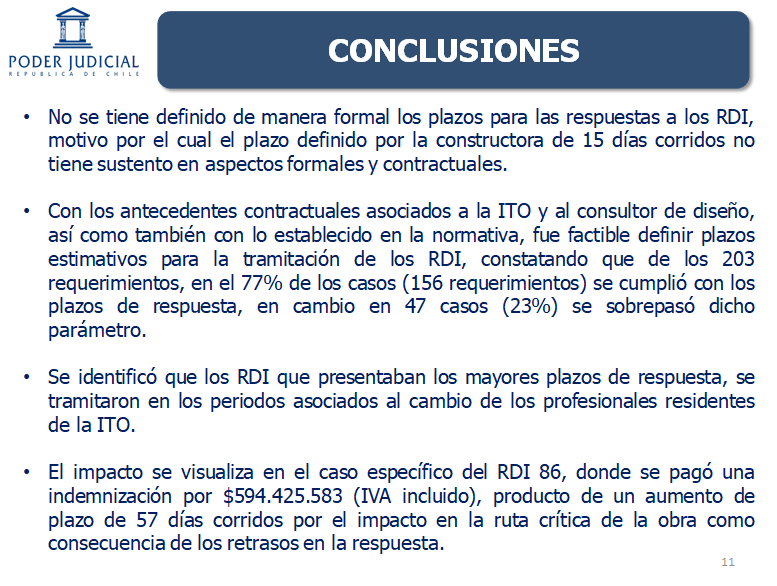 PODER JUDICIAL
REPUBLICA DE CHILE
CONCLUSIONES
• No se tiene definido de manera formal los plazos para las respuestas a los RDI,
motivo por el cual el plazo definido por la constructora de 15 días corridos no
tiene sustento en aspectos formales y contractuales.
• Con los antecedentes contractuales asociados a la ITO y al consultor de diseño,
así como también con lo establecido en la normativa, fue factible definir plazos
estimativos para la tramitación de los RDI, constatando que de los 203
requerimientos, en el 77% de los casos (156 requerimientos) se cumplió con los
plazos de respuesta, en cambio en 47 casos (23%) se sobrepasó dicho
parámetro.
• Se identificó que los RDI que presentaban los mayores plazos de respuesta, se
tramitaron en los periodos asociados al cambio de los profesionales residentes
de la ITO.
• El impacto se visualiza en el caso específico del RDI 86, donde se pagó una
indemnización por $594.425.583 (IVA incluido), producto de un aumento de
plazo de 57 días corridos por el impacto en la ruta crítica de la obra como
consecuencia de los retrasos en la respuesta.
11